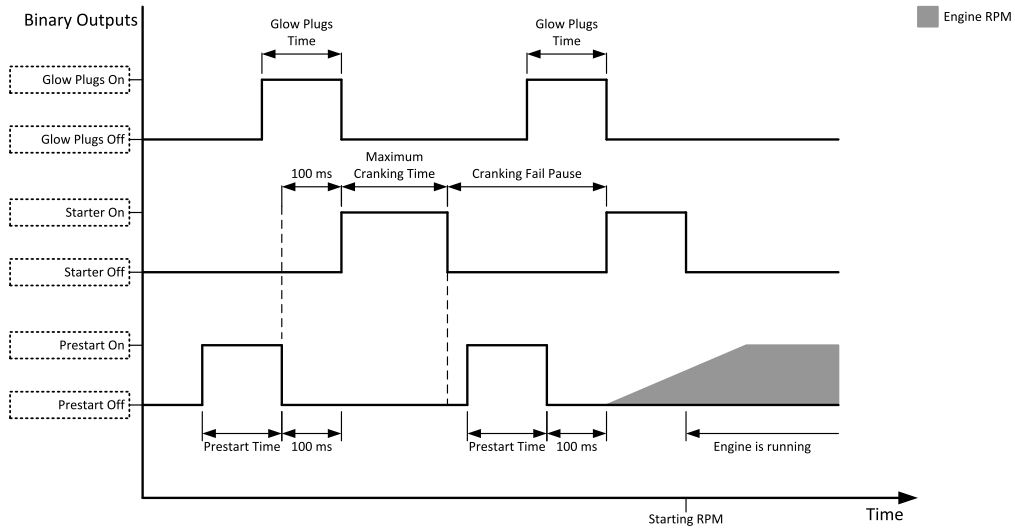 Binary Outputs
Glow Plugs
Time
Glow Plugs
Time
Engine RPM
Glow Plugs On
Glow Plugs Off
100 ms
Maximum
Cranking Time
Cranking Fail Pause
Starter On
Starter Off
Prestart On
Prestart Off
Prestart Time
100 ms
Prestart Time
100 ms
Engine is running
Starting RPM
Time